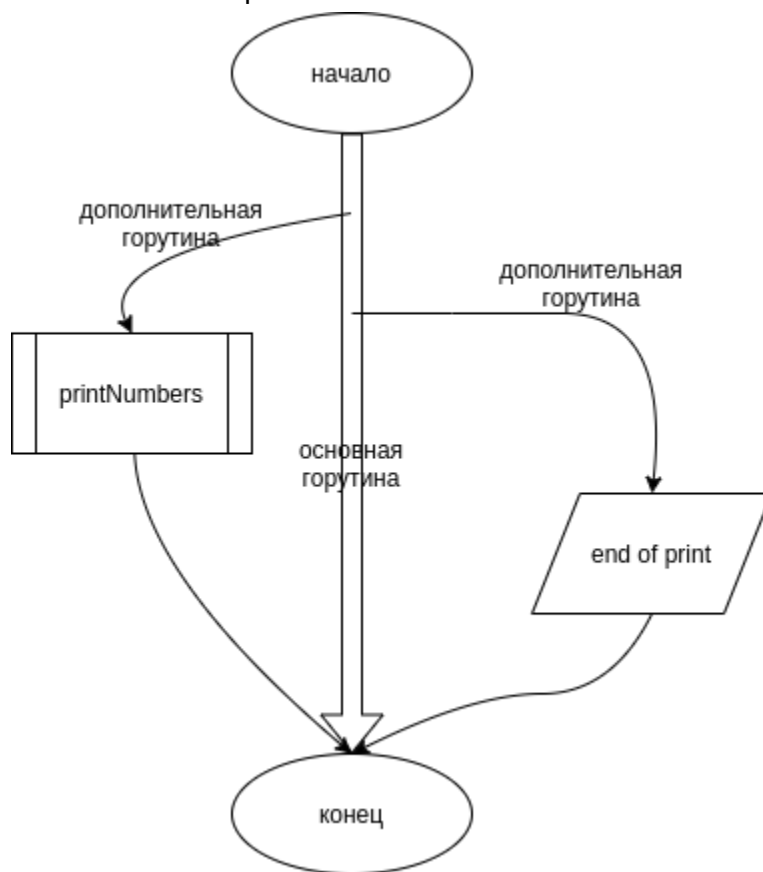 начало
дополнительная
горутина
дополнительная
горутина
printNumbers
основная
горутина
end of print
конец